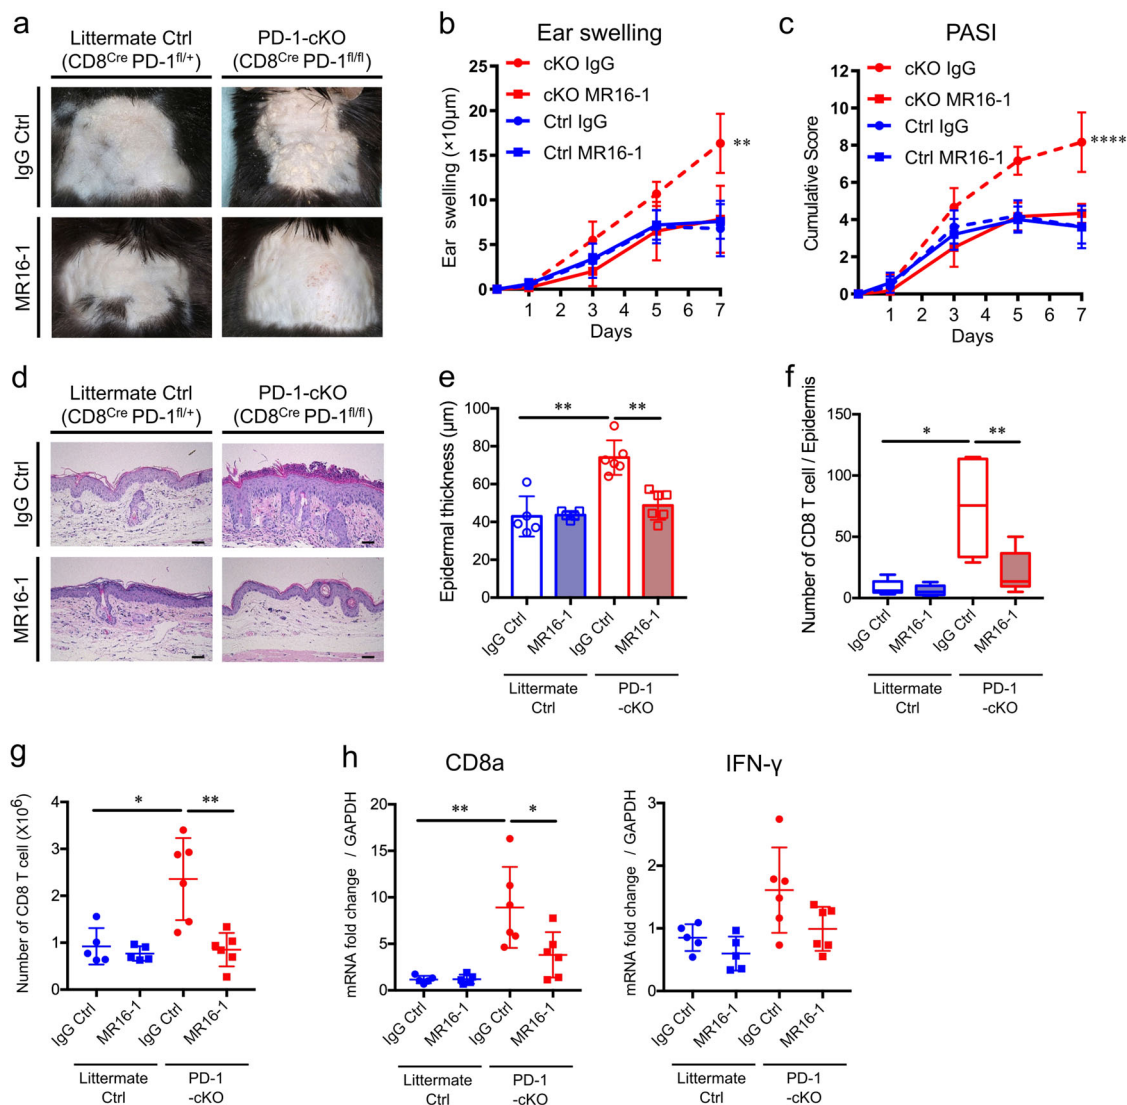 a
Littermate Ctrl
(CD8Cre PD-1fl/+)
PD-1-cKO
(CD8Cre PD-1fl/fl)
IgG Ctrl
MR16-1
b
Ear swelling
Ear swelling (×10μm)
25
20
15
10
5
0
cKO IgG
cKO MR16-1
Ctrl IgG
Ctrl MR16-1
**
1 2 3 4 5 6 7
Days
c
PASI
Cumulative Score
12
10
8
6
4
2
0
cKO IgG
cKO MR16-1
Ctrl IgG
Ctrl MR16-1
****
1 2 3 4 5 6 7
Days
d
Littermate Ctrl
(CD8Cre PD-1fl/+)
PD-1-cKO
(CD8Cre PD-1fl/fl)
IgG Ctrl
MR16-1
e
Epidermal thickness (μm)
100
80
60
40
20
0
** **
IgG Ctrl MR16-1 IgG Ctrl MR16-1
Littermate PD-1
Ctrl -cKO
f
Number of CD8 T cell / Epidermis
150
100
50
0
* **
IgG Ctrl MR16-1 IgG Ctrl MR16-1
Littermate PD-1
Ctrl -cKO
g
Number of CD8 T cell (X10⁶)
4
3
2
1
0
* **
IgG Ctrl MR16-1 IgG Ctrl MR16-1
Littermate PD-1
Ctrl -cKO
h
CD8a
mRNA fold change / GAPDH
20
15
10
5
0
** *
IgG Ctrl MR16-1 IgG Ctrl MR16-1
Littermate PD-1
Ctrl -cKO
IFN-γ
mRNA fold change / GAPDH
3
2
1
0
IgG Ctrl MR16-1 IgG Ctrl MR16-1
Littermate PD-1
Ctrl -cKO